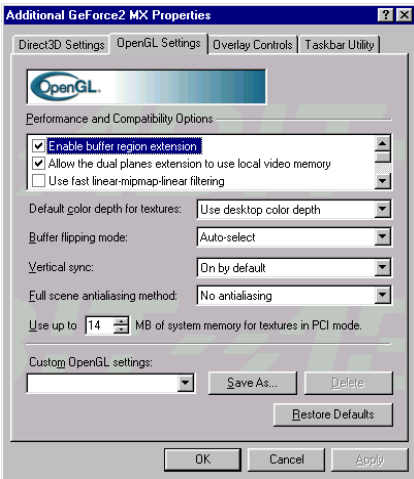 Additional GeForce2 MX Properties
Direct3D Settings OpenGL Settings Overlay Controls Taskbar Utility
OpenGL.
Performance and Compatibility Options
Enable buffer region extension
Allow the dual planes extension to use local video memory
Use fast linear-mipmap-linear filtering
Default color depth for textures: Use desktop color depth
Buffer flipping mode: Auto-select
Vertical sync: On by default
Full scene antialiasing method: No antialiasing
Use up to 14 MB of system memory for textures in PCI mode.
Custom OpenGL settings:
Save As... Delete
Restore Defaults
OK Cancel Apply